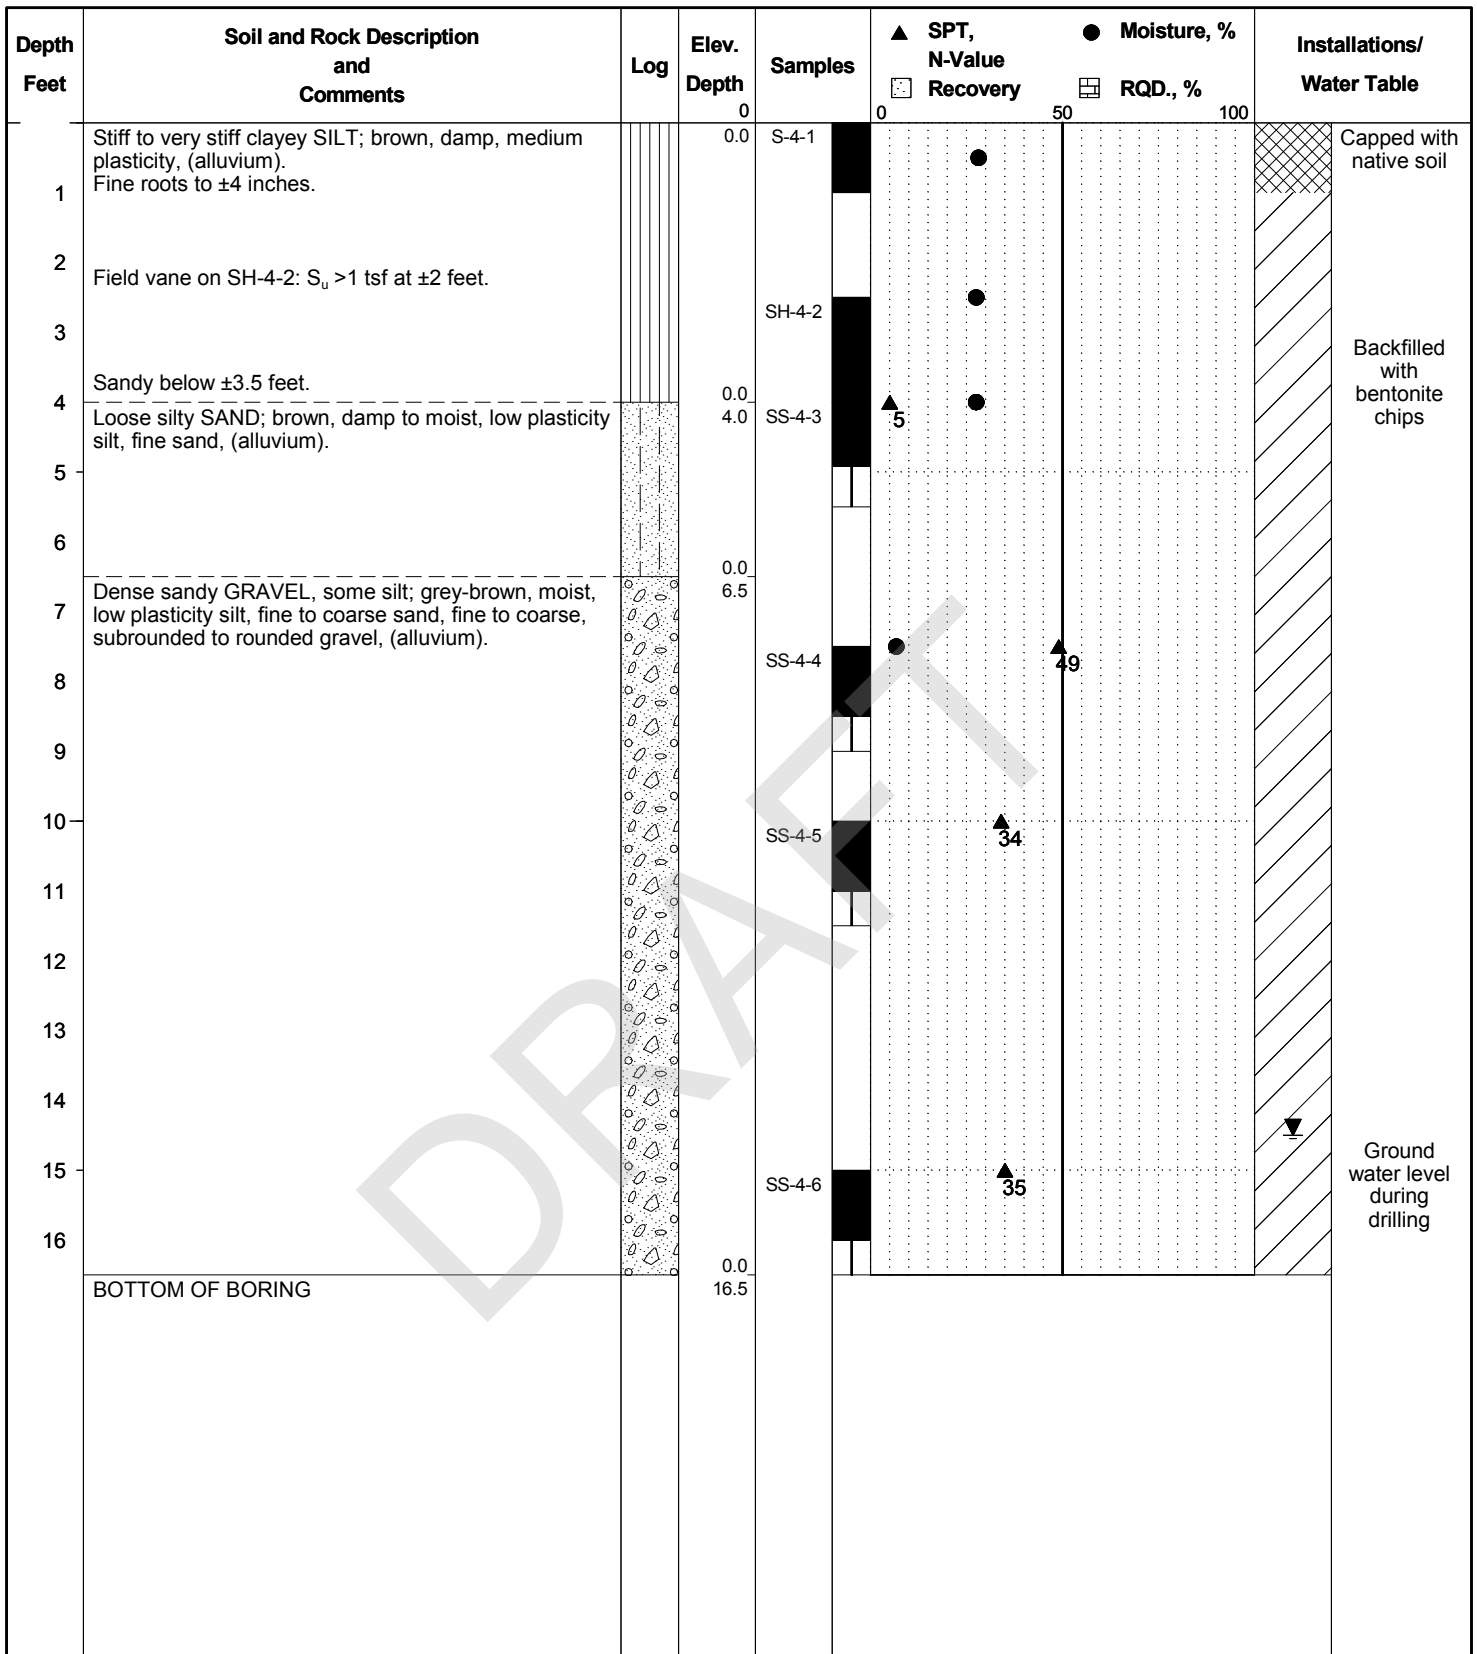 Depth
Feet
Soil and Rock Description
and
Comments
Log
Elev.
Depth
0
Samples
▲ SPT,
N-Value
Recovery
● Moisture, %
RQD., %
0 50 100
Installations/
Water Table
Stiff to very stiff clayey SILT; brown, damp, medium
plasticity, (alluvium).
Fine roots to ±4 inches.
0.0
S-4-1
Capped with
native soil
1
2
Field vane on SH-4-2: Su >1 tsf at ±2 feet.
SH-4-2
3
Backfilled
with
bentonite
chips
Sandy below ±3.5 feet.
0.0
4
Loose silty SAND; brown, damp to moist, low plasticity
silt, fine sand, (alluvium).
4.0
SS-4-3
5
5
6
0.0
6.5
Dense sandy GRAVEL, some silt; grey-brown, moist,
low plasticity silt, fine to coarse sand, fine to coarse,
subrounded to rounded gravel, (alluvium).
7
SS-4-4
49
8
9
10
SS-4-5
34
11
12
13
14
Ground
water level
during
drilling
15
SS-4-6
35
16
0.0
16.5
BOTTOM OF BORING
DRAFT